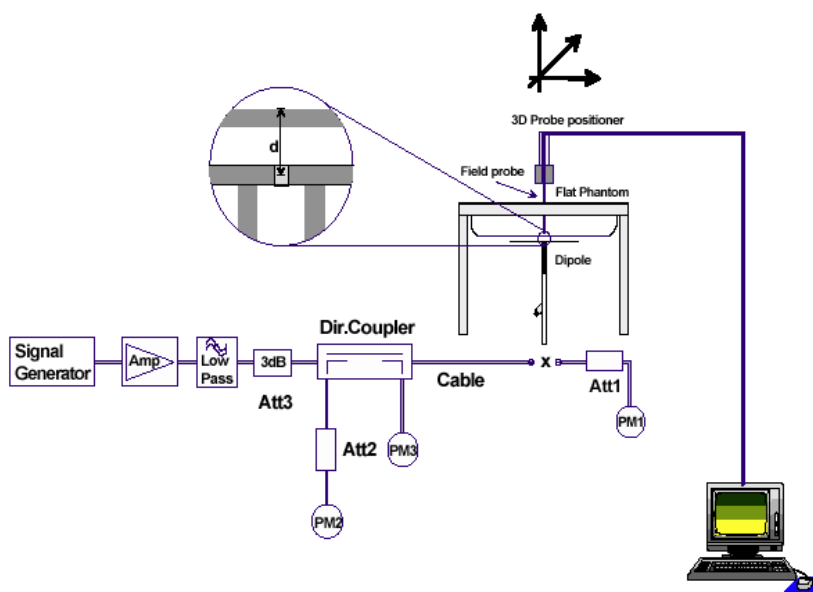 3D Probe positioner
d
Field probe
Flat Phantom
Dipole
Dir.Coupler
Signal
Generator
Amp
Low
Pass
3dB
Att3
Cable
x
Att1
PM1
Att2
PM3
PM2